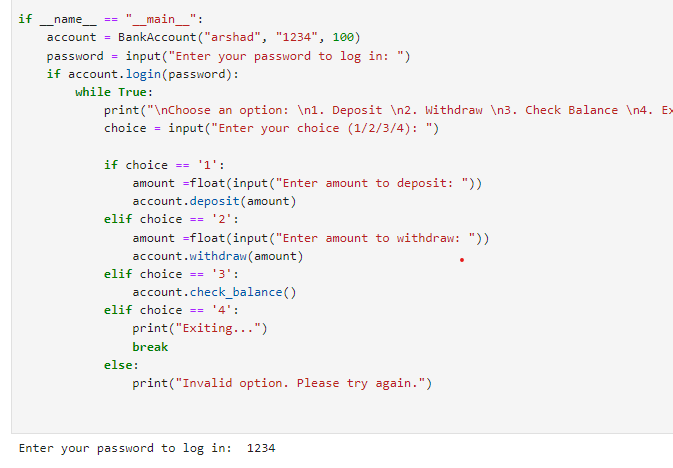 if __name__ == "__main__":
    account = BankAccount("arshad", "1234", 100)
    password = input("Enter your password to log in: ")
    if account.login(password):
        while True:
            print("\nChoose an option: \n1. Deposit \n2. Withdraw \n3. Check Balance \n4. Ex
            choice = input("Enter your choice (1/2/3/4): ")

            if choice == '1':
                amount =float(input("Enter amount to deposit: "))
                account.deposit(amount)
            elif choice == '2':
                amount =float(input("Enter amount to withdraw: "))
                account.withdraw(amount)
            elif choice == '3':
                account.check_balance()
            elif choice == '4':
                print("Exiting...")
                break
            else:
                print("Invalid option. Please try again.")

Enter your password to log in:  1234